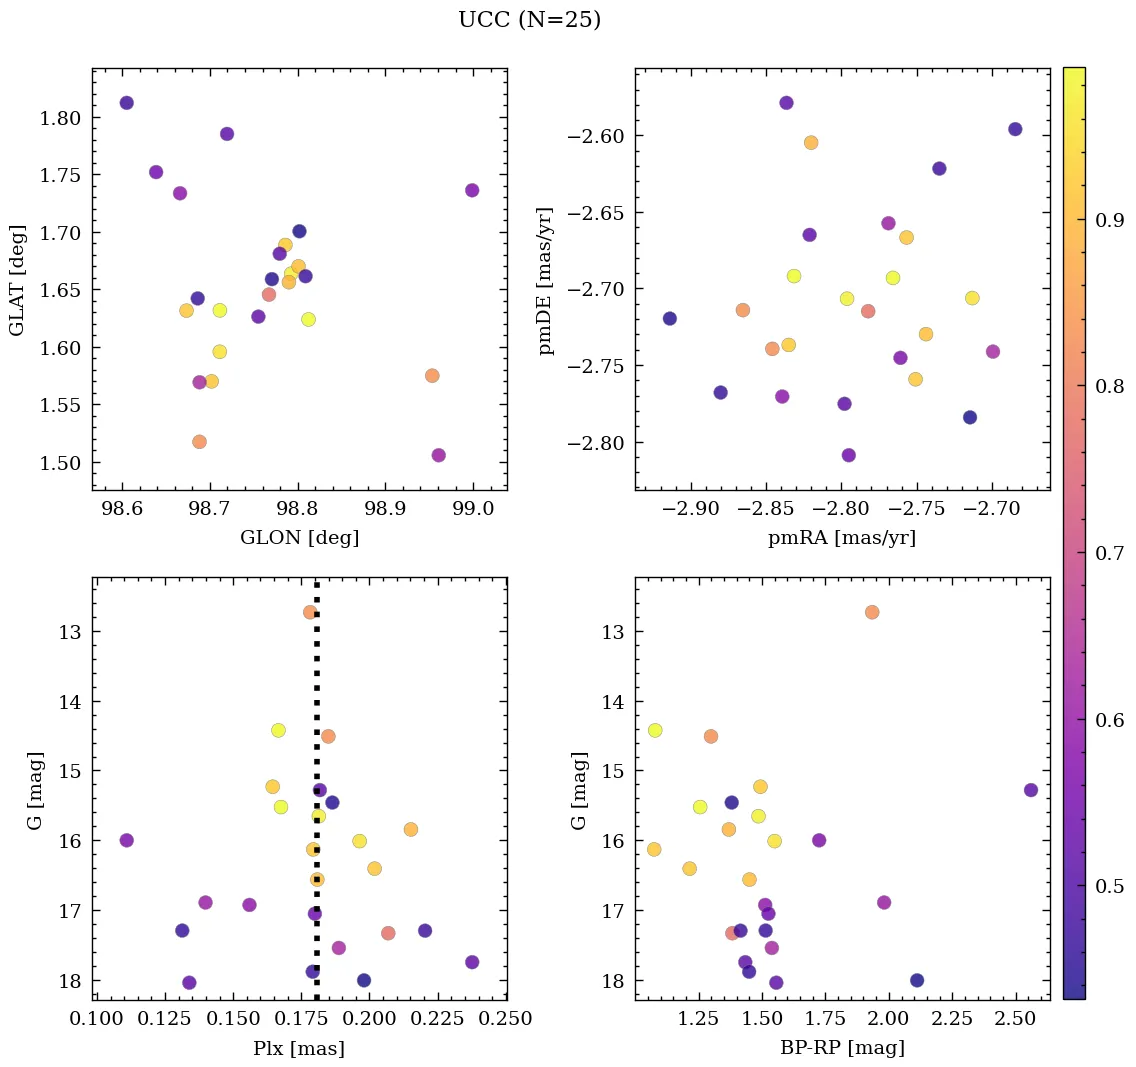 UCC (N=25)
1.80
1.75
1.70
1.65
1.60
1.55
1.50
GLAT [deg]
98.6 98.7 98.8 98.9 99.0
GLON [deg]
−2.60
−2.65
−2.70
−2.75
−2.80
pmDE [mas/yr]
−2.90 −2.85 −2.80 −2.75 −2.70
pmRA [mas/yr]
13
14
15
16
17
18
G [mag]
0.100 0.125 0.150 0.175 0.200 0.225 0.250
Plx [mas]
13
14
15
16
17
18
G [mag]
1.25 1.50 1.75 2.00 2.25 2.50
BP-RP [mag]
0.9
0.8
0.7
0.6
0.5